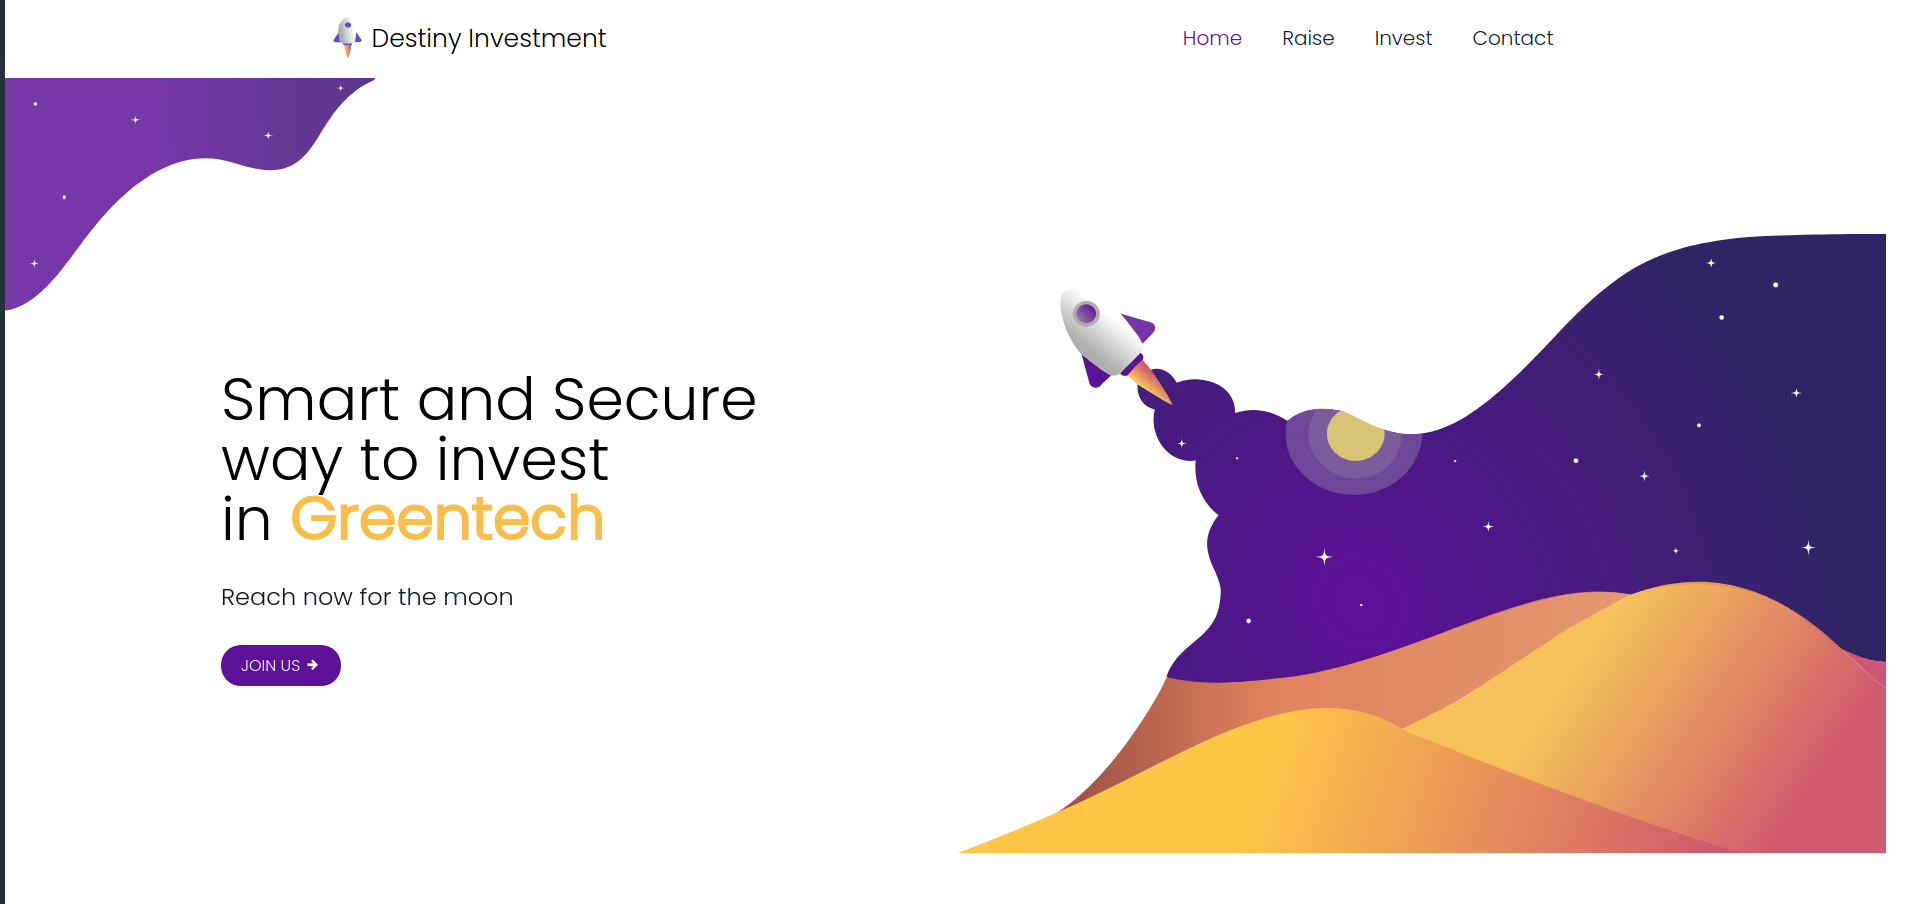 Destiny Investment
Home Raise Invest Contact
Smart and Secure
way to invest
in Greentech
Reach now for the moon
JOIN US